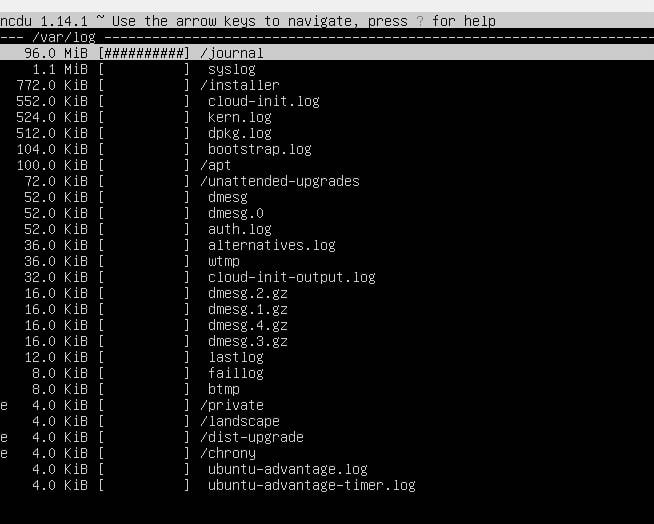 ncdu 1.14.1 ~ Use the arrow keys to navigate, press ? for help
--- /var/log ----------------------------------------------------------------------
   96.0 MiB [##########] /journal
    1.1 MiB [          ]  syslog
  772.0 KiB [          ] /installer
  552.0 KiB [          ]  cloud-init.log
  524.0 KiB [          ]  kern.log
  512.0 KiB [          ]  dpkg.log
  104.0 KiB [          ]  bootstrap.log
  100.0 KiB [          ] /apt
   72.0 KiB [          ] /unattended-upgrades
   52.0 KiB [          ]  dmesg
   52.0 KiB [          ]  dmesg.0
   52.0 KiB [          ]  auth.log
   36.0 KiB [          ]  alternatives.log
   36.0 KiB [          ]  wtmp
   32.0 KiB [          ]  cloud-init-output.log
   16.0 KiB [          ]  dmesg.2.gz
   16.0 KiB [          ]  dmesg.1.gz
   16.0 KiB [          ]  dmesg.4.gz
   16.0 KiB [          ]  dmesg.3.gz
   12.0 KiB [          ]  lastlog
    8.0 KiB [          ]  faillog
    8.0 KiB [          ]  btmp
e   4.0 KiB [          ] /private
    4.0 KiB [          ] /landscape
e   4.0 KiB [          ] /dist-upgrade
e   4.0 KiB [          ] /chrony
    4.0 KiB [          ]  ubuntu-advantage.log
    4.0 KiB [          ]  ubuntu-advantage-timer.log